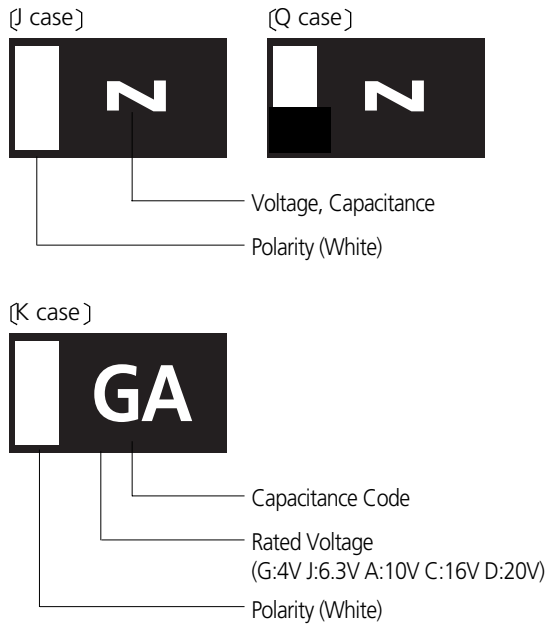 〔J case〕
〔Q case〕
N
N
Voltage, Capacitance
Polarity (White)
〔K case〕
GA
Capacitance Code
Rated Voltage
(G:4V J:6.3V A:10V C:16V D:20V)
Polarity (White)